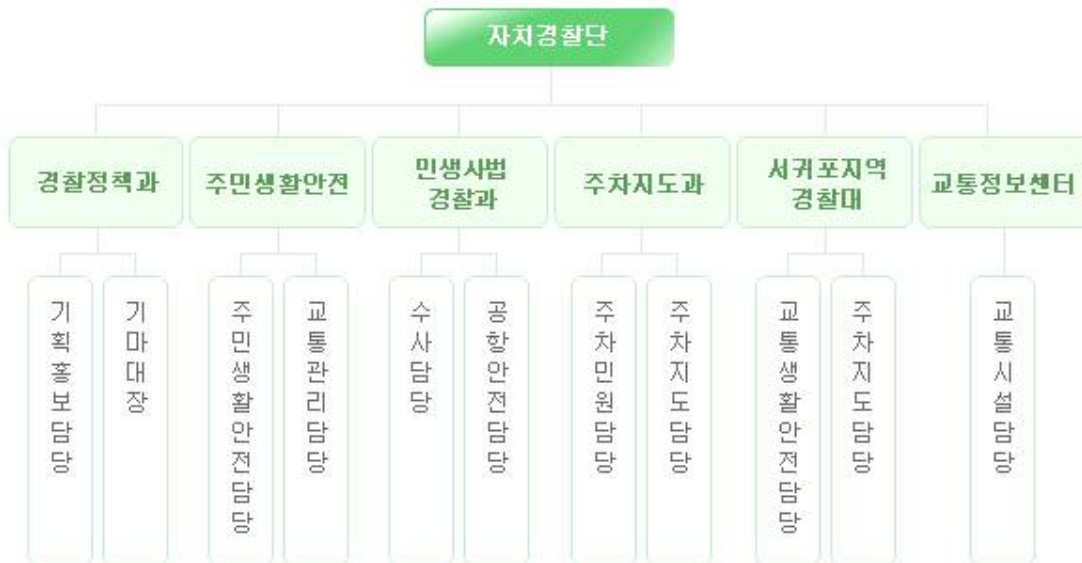 자치경찰단
경찰정책과
주민생활안전
민생사법
경찰과
주차지도과
서귀포지역
경찰대
교통정보센터
기획홍보담당
기마대장
주민생활안전담당
교통관리담당
수사담당
공항안전담당
주차민원담당
주차지도담당
교통생활안전담당
주차지도담당
교통시설담당